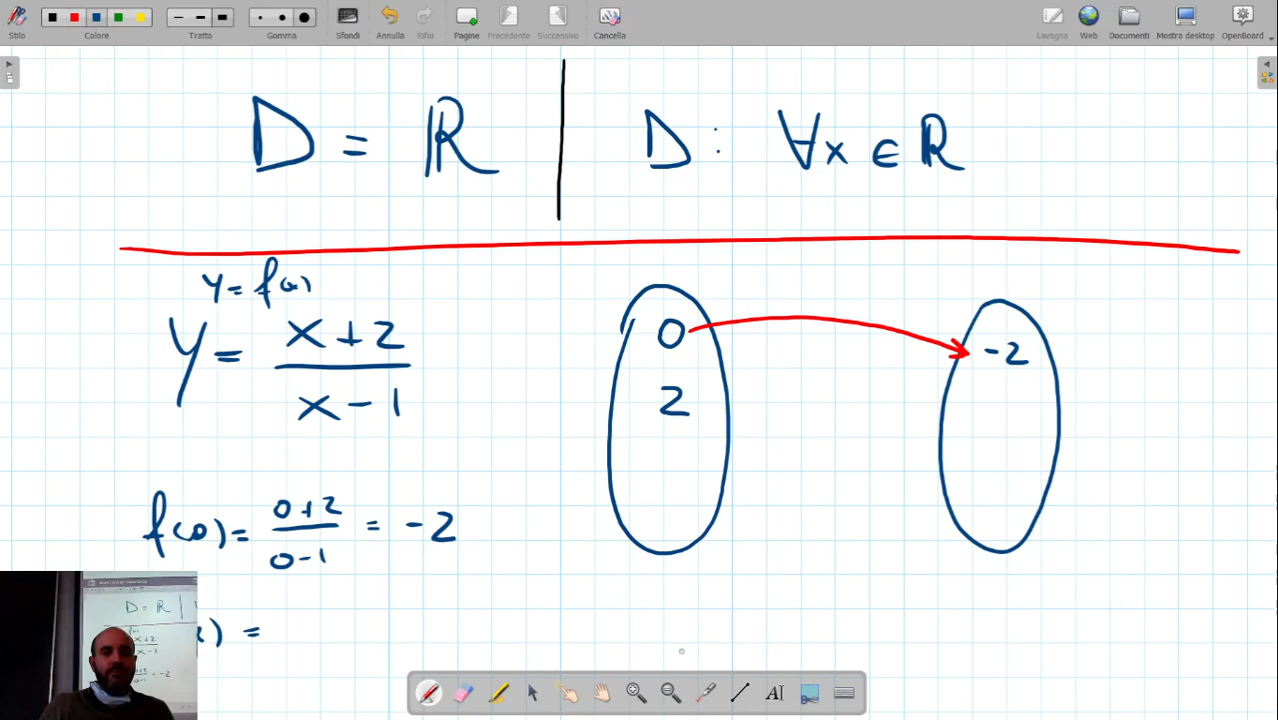 Stilo Colore Tratto Gomma Sfondi Annulla Rifai Pagine Precedente Successivo Cancella Lavagna Web Documenti Mostra desktop OpenBoard
D = ℝ | D : ∀x ∈ ℝ
y = f(x)
y = x+2 / x-1
0 -2
2
f(0) = 0+2 / 0-1 = -2
) =